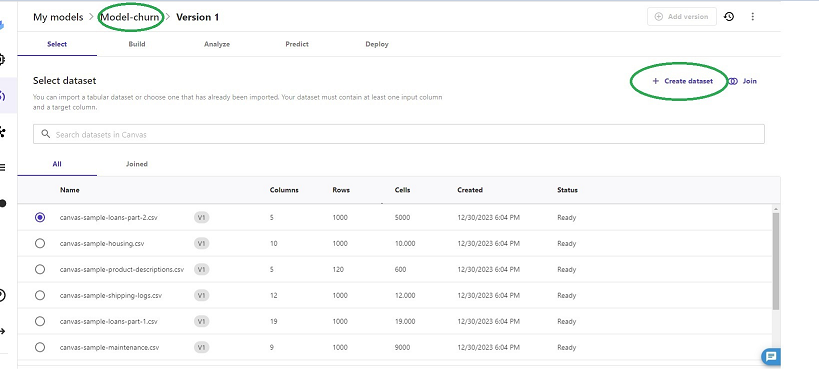 My models > Model-churn > Version 1
Add version
Select Build Analyze Predict Deploy
Select dataset
+ Create dataset
Join
You can import a tabular dataset or choose one that has already been imported. Your dataset must contain at least one input column
and a target column.
Search datasets in Canvas
All Joined
Name Columns Rows Cells Created Status
canvas-sample-loans-part-2.csv V1 5 1000 5000 12/30/2023 6:04 PM Ready
canvas-sample-housing.csv V1 10 1000 10.000 12/30/2023 6:04 PM Ready
canvas-sample-product-descriptions.csv V1 5 120 600 12/30/2023 6:04 PM Ready
canvas-sample-shipping-logs.csv V1 12 1000 12.000 12/30/2023 6:04 PM Ready
canvas-sample-loans-part-1.csv V1 19 1000 19.000 12/30/2023 6:04 PM Ready
canvas-sample-maintenance.csv V1 9 1000 9000 12/30/2023 6:04 PM Ready